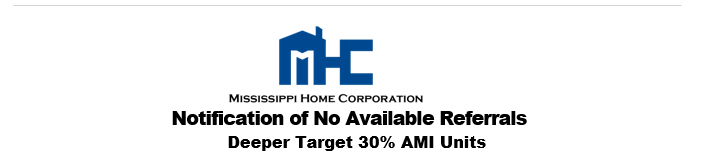 MHC
MISSISSIPPI HOME CORPORATION
Notification of No Available Referrals
Deeper Target 30% AMI Units